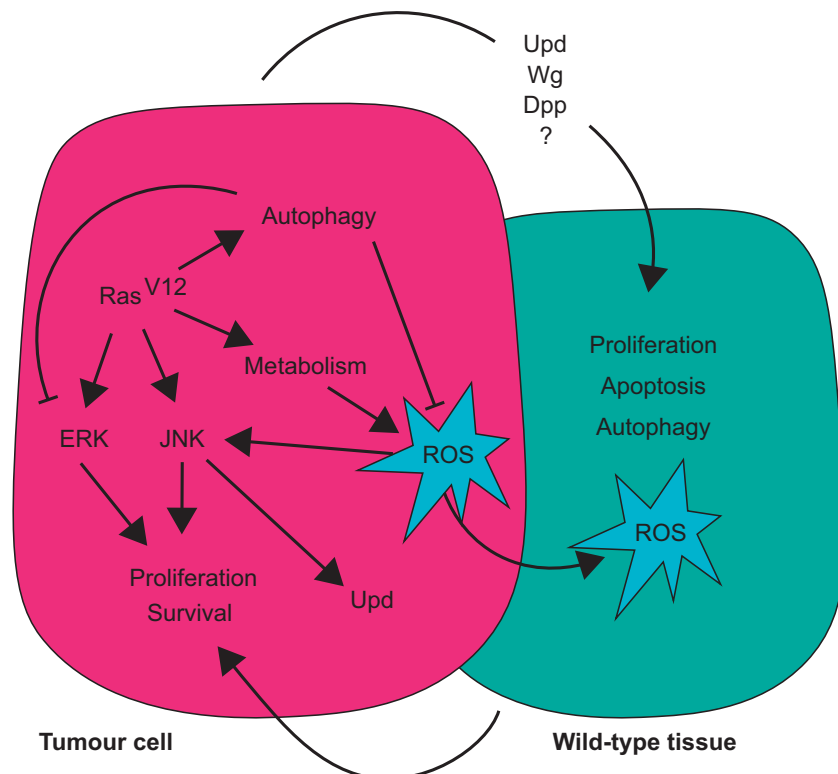 Upd
Wg
Dpp
?
Autophagy
Ras V12
Metabolism
ERK
JNK
ROS
Proliferation
Survival
Upd
Proliferation
Apoptosis
Autophagy
ROS
Tumour cell
Wild-type tissue